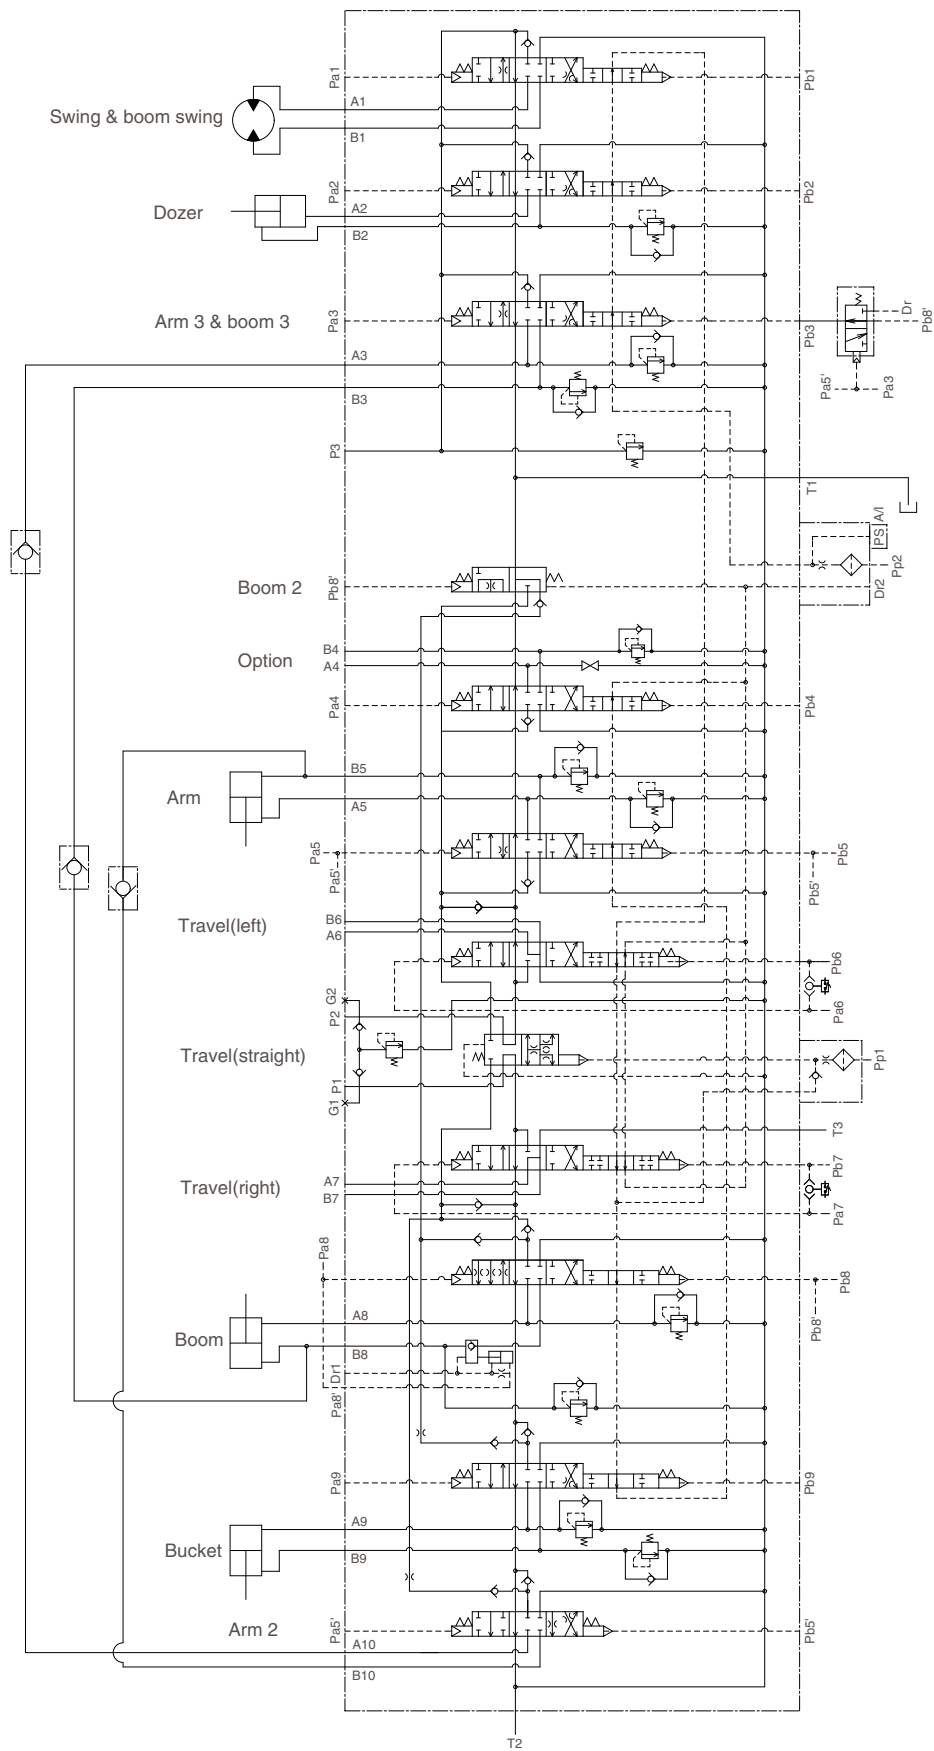 Pa1
Pb1
A1
Swing & boom swing
B1
Pa2
Pb2
A2
Dozer
B2
Dr
Arm 3 & boom 3
Pa3
Pb3
Pb8'
A3
Pa5'
Pa3
B3
P3
T1
PS
A/I
Pp2
Boom 2
Pb8'
Dr2
B4
Option
A4
Pa4
Pb4
B5
Arm
A5
Pa5
Pb5
Pa5'
Pb5'
B6
Travel(left)
A6
Pb6
G2
Pa6
P2
Travel(straight)
Pp1
P1
G1
T3
Pb7
A7
Travel(right)
B7
Pa7
Pa8
Pb8
A8
Pb8'
Boom
B8
Dr1
Pa8'
Pa9
Pb9
A9
Bucket
B9
Arm 2
Pa5'
Pb5'
A10
B10
T2